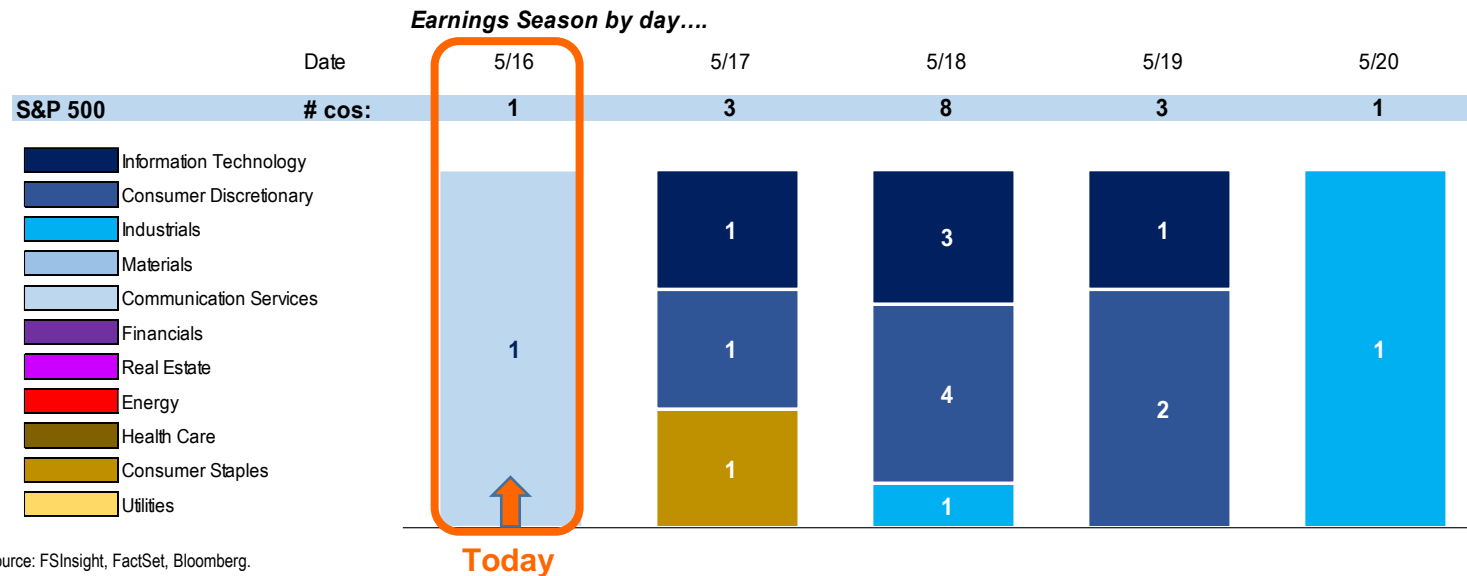 Earnings Season by day….
Date 5/16 5/17 5/18 5/19 5/20
S&P 500 # cos: 1 3 8 3 1
Information Technology
Consumer Discretionary
Industrials
Materials
Communication Services
Financials
Real Estate
Energy
Health Care
Consumer Staples
Utilities
1
1
1
1
3
4
1
1
2
1
Today
ource: FSInsight, FactSet, Bloomberg.